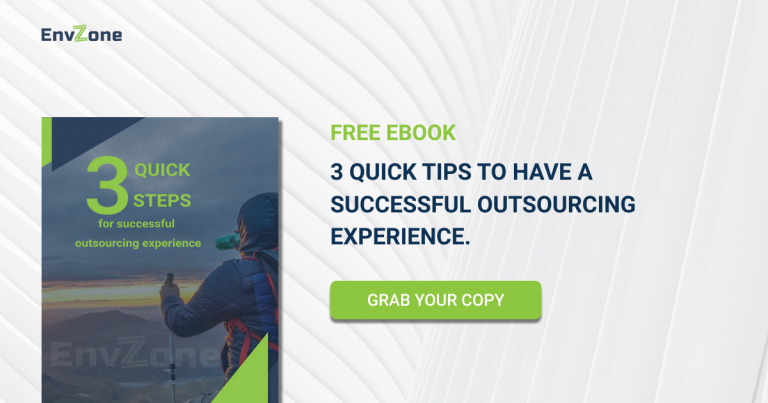 EnvZone
3 QUICK
STEPS
for successful
outsourcing experience
EnvZone
FREE EBOOK
3 QUICK TIPS TO HAVE A
SUCCESSFUL OUTSOURCING
EXPERIENCE.
GRAB YOUR COPY